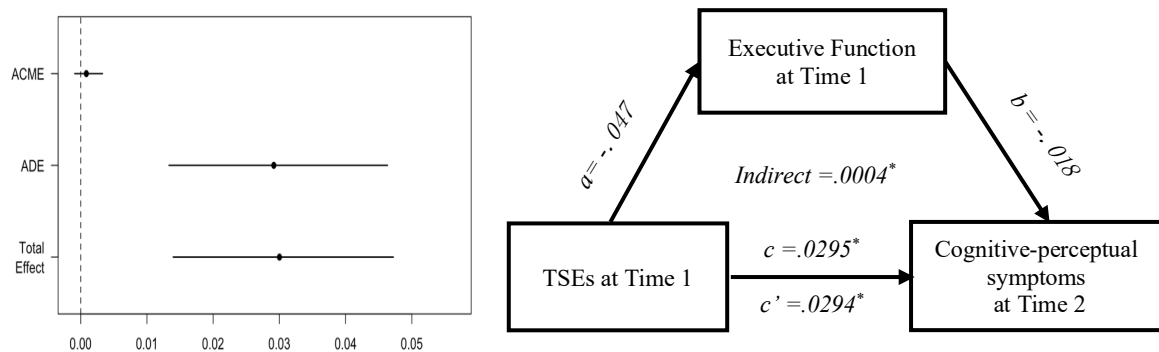 ACME
ADE
Total
Effect
0.00 0.01 0.02 0.03 0.04 0.05
Executive Function
at Time 1
a= -. 047
b = -. 018
Indirect =.0004*
TSEs at Time 1
c =.0295*
c’ =.0294*
Cognitive-perceptual
symptoms
at Time 2